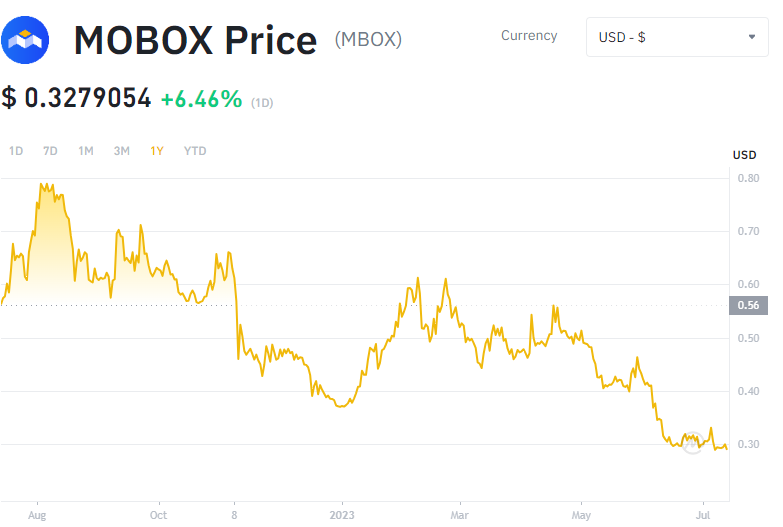 MOBOX Price (MBOX) Currency USD - $
$ 0.3279054 +6.46% (1D)
1D 7D 1M 3M 1Y YTD
USD
0.80
0.70
0.60
0.56
0.50
0.40
0.30
Aug Oct 8 2023 Mar May Jul